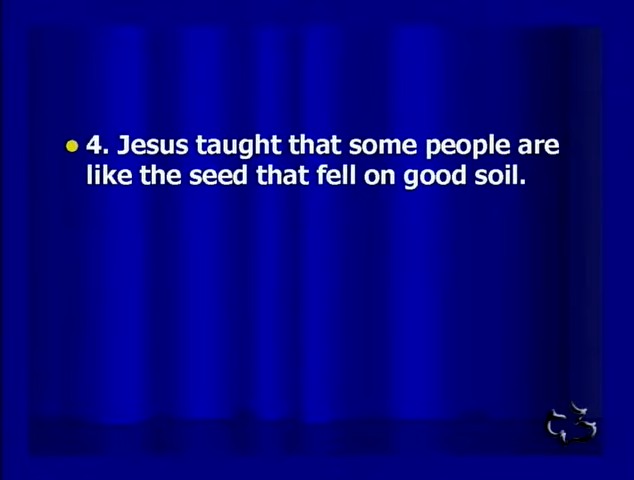 4. Jesus taught that some people are
like the seed that fell on good soil.